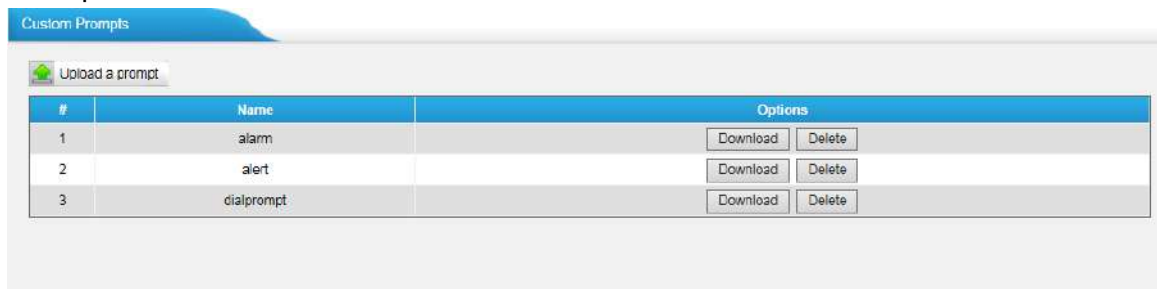 Custom Prompts
Upload a prompt
# Name Options
1 alarm Download Delete
2 alert Download Delete
3 dialprompt Download Delete